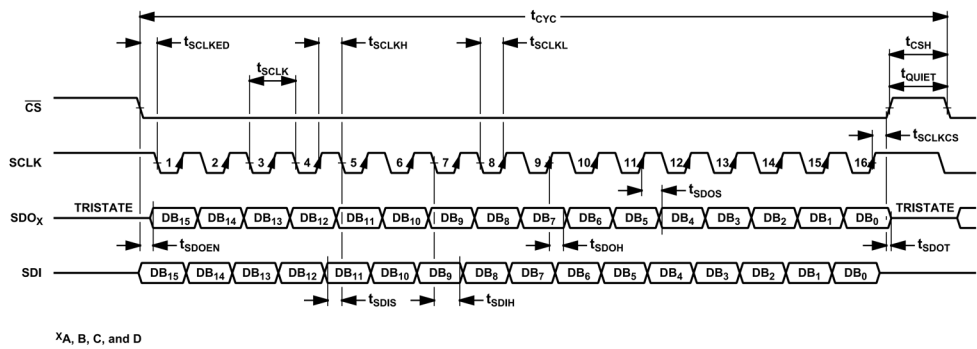 tCYC
tSCLKED tSCLKH tSCLKL tCSH
tSCLK tQUIET
CS
tSCLKCS
SCLK 1 2 3 4 5 6 7 8 9 10 11 12 13 14 15 16
tSDOS
SDOX TRISTATE DB15 DB14 DB13 DB12 DB11 DB10 DB9 DB8 DB7 DB6 DB5 DB4 DB3 DB2 DB1 DB0 TRISTATE
tSDOEN tSDOH tSDOT
SDI DB15 DB14 DB13 DB12 DB11 DB10 DB9 DB8 DB7 DB6 DB5 DB4 DB3 DB2 DB1 DB0
tSDIS tSDIH
XA, B, C, and D